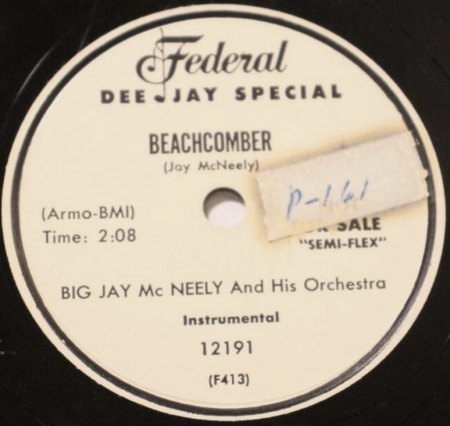 Federal
DEE JAY SPECIAL
BEACHCOMBER
(Jay McNeely)
P-141
(Armo-BMI)
SALE
Time: 2:08
"SEMI-FLEX"
BIG JAY Mc NEELY And His Orchestra
Instrumental
12191
(F413)